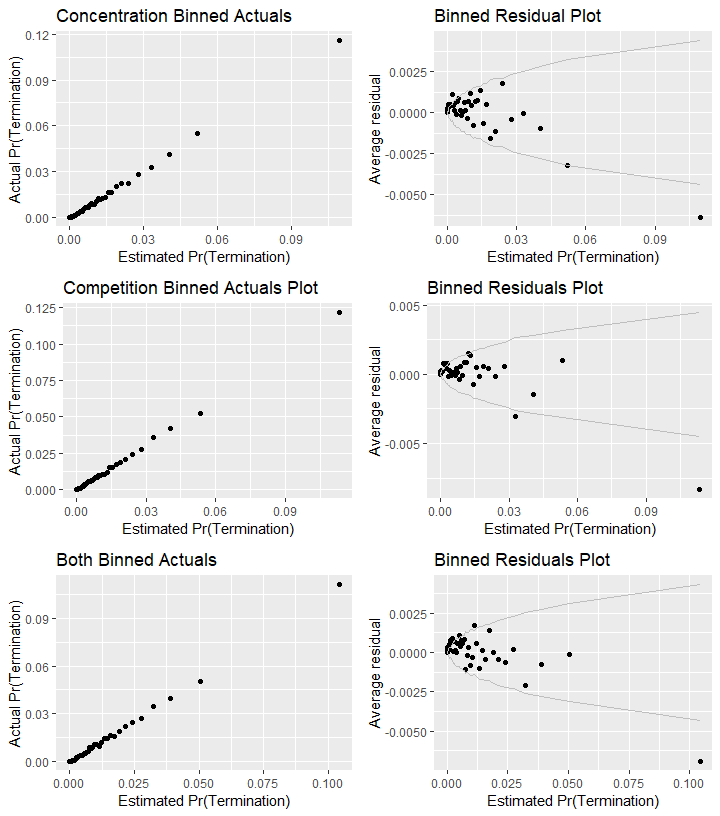 Concentration Binned Actuals
Actual Pr(Termination)
0.12
0.09
0.06
0.03
0.00
0.00 0.03 0.06 0.09
Estimated Pr(Termination)
Binned Residual Plot
Average residual
0.0025
0.0000
-0.0025
-0.0050
0.00 0.03 0.06 0.09
Estimated Pr(Termination)
Competition Binned Actuals Plot
Actual Pr(Termination)
0.125
0.100
0.075
0.050
0.025
0.000
0.00 0.03 0.06 0.09
Estimated Pr(Termination)
Binned Residuals Plot
Average residual
0.005
0.000
-0.005
0.00 0.03 0.06 0.09
Estimated Pr(Termination)
Both Binned Actuals
Actual Pr(Termination)
0.09
0.06
0.03
0.00
0.000 0.025 0.050 0.075 0.100
Estimated Pr(Termination)
Binned Residuals Plot
Average residual
0.0025
0.0000
-0.0025
-0.0050
0.000 0.025 0.050 0.075 0.100
Estimated Pr(Termination)